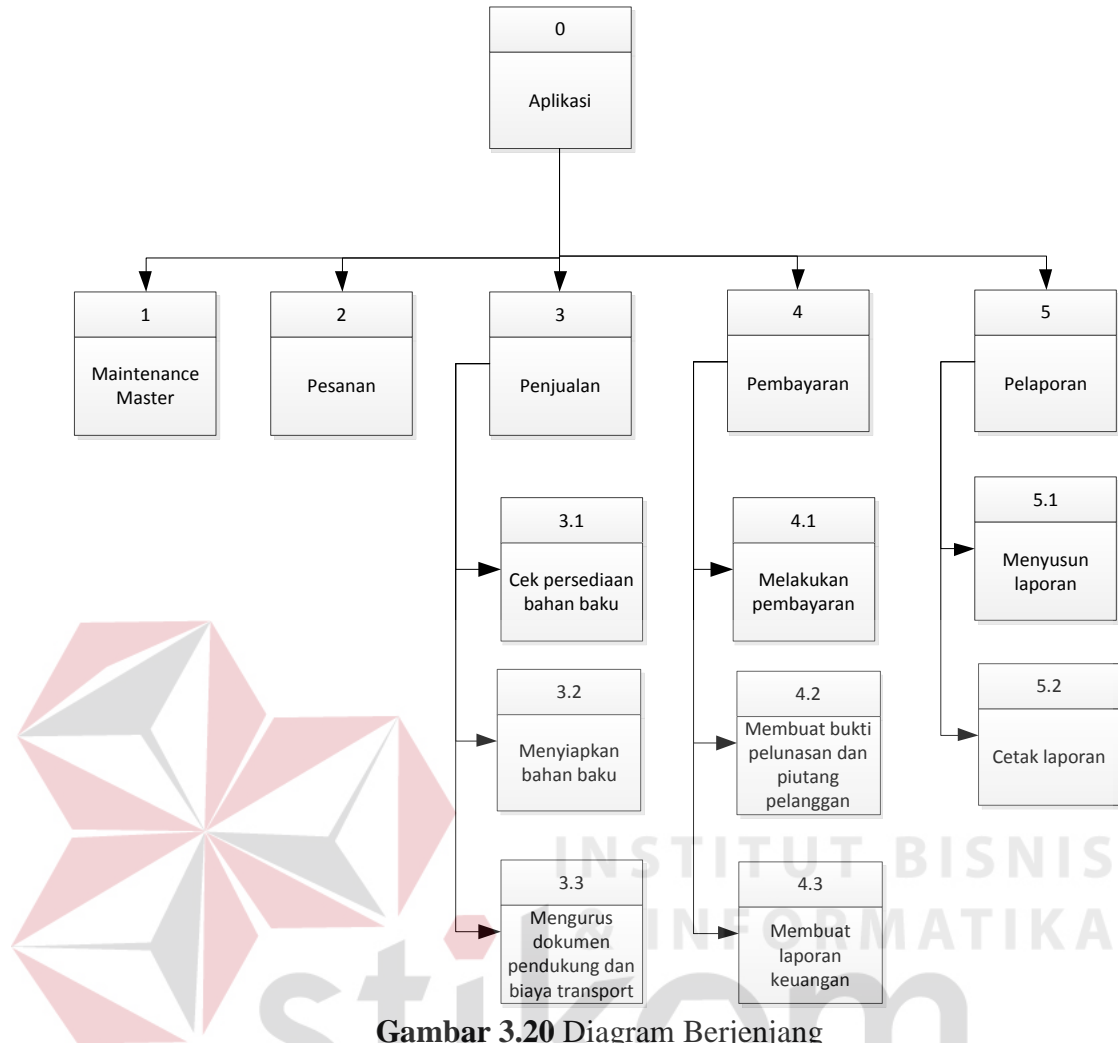 0
Aplikasi
1
Maintenance
Master
2
Pesanan
3
Penjualan
4
Pembayaran
5
Pelaporan
3.1
Cek persediaan
bahan baku
3.2
Menyiapkan
bahan baku
3.3
Mengurus
dokumen
pendukung dan
biaya transport
4.1
Melakukan
pembayaran
4.2
Membuat bukti
pelunasan dan
piutang
pelanggan
4.3
Membuat
laporan
keuangan
5.1
Menyusun
laporan
5.2
Cetak laporan
INSTITUT BISNIS
& INFORMATIKA
stikom
Gambar 3.20 Diagram Berjenjang